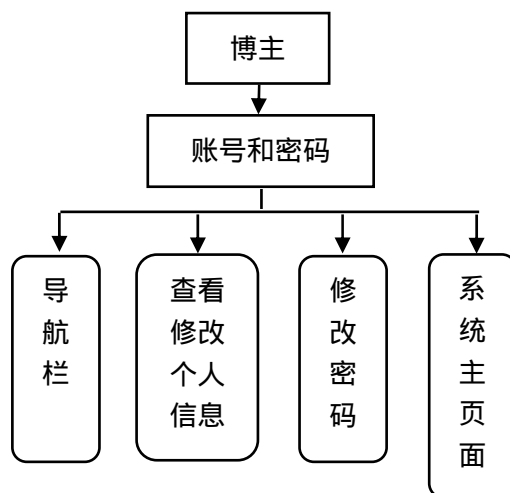 博主
账号和密码
导
航
栏
查看
修改
个人
信息
修
改
密
码
系
统
主
页
面